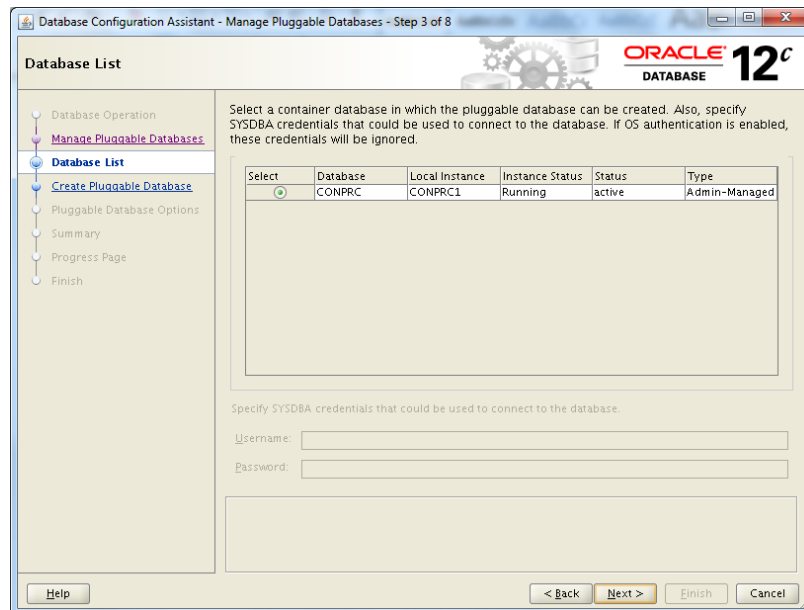 Database Configuration Assistant - Manage Pluggable Databases - Step 3 of 8
Database List
ORACLE
DATABASE
12c
Database Operation
Manage Pluggable Databases
Database List
Create Pluggable Database
Pluggable Database Options
Summary
Progress Page
Finish
Select a container database in which the pluggable database can be created. Also, specify
SYSDBA credentials that could be used to connect to the database. If OS authentication is enabled,
these credentials will be ignored.
Select Database Local Instance Instance Status Status Type
CONPRC CONPRC1 Running active Admin-Managed
Specify SYSDBA credentials that could be used to connect to the database.
Username:
Password:
Help < Back Next > Finish Cancel